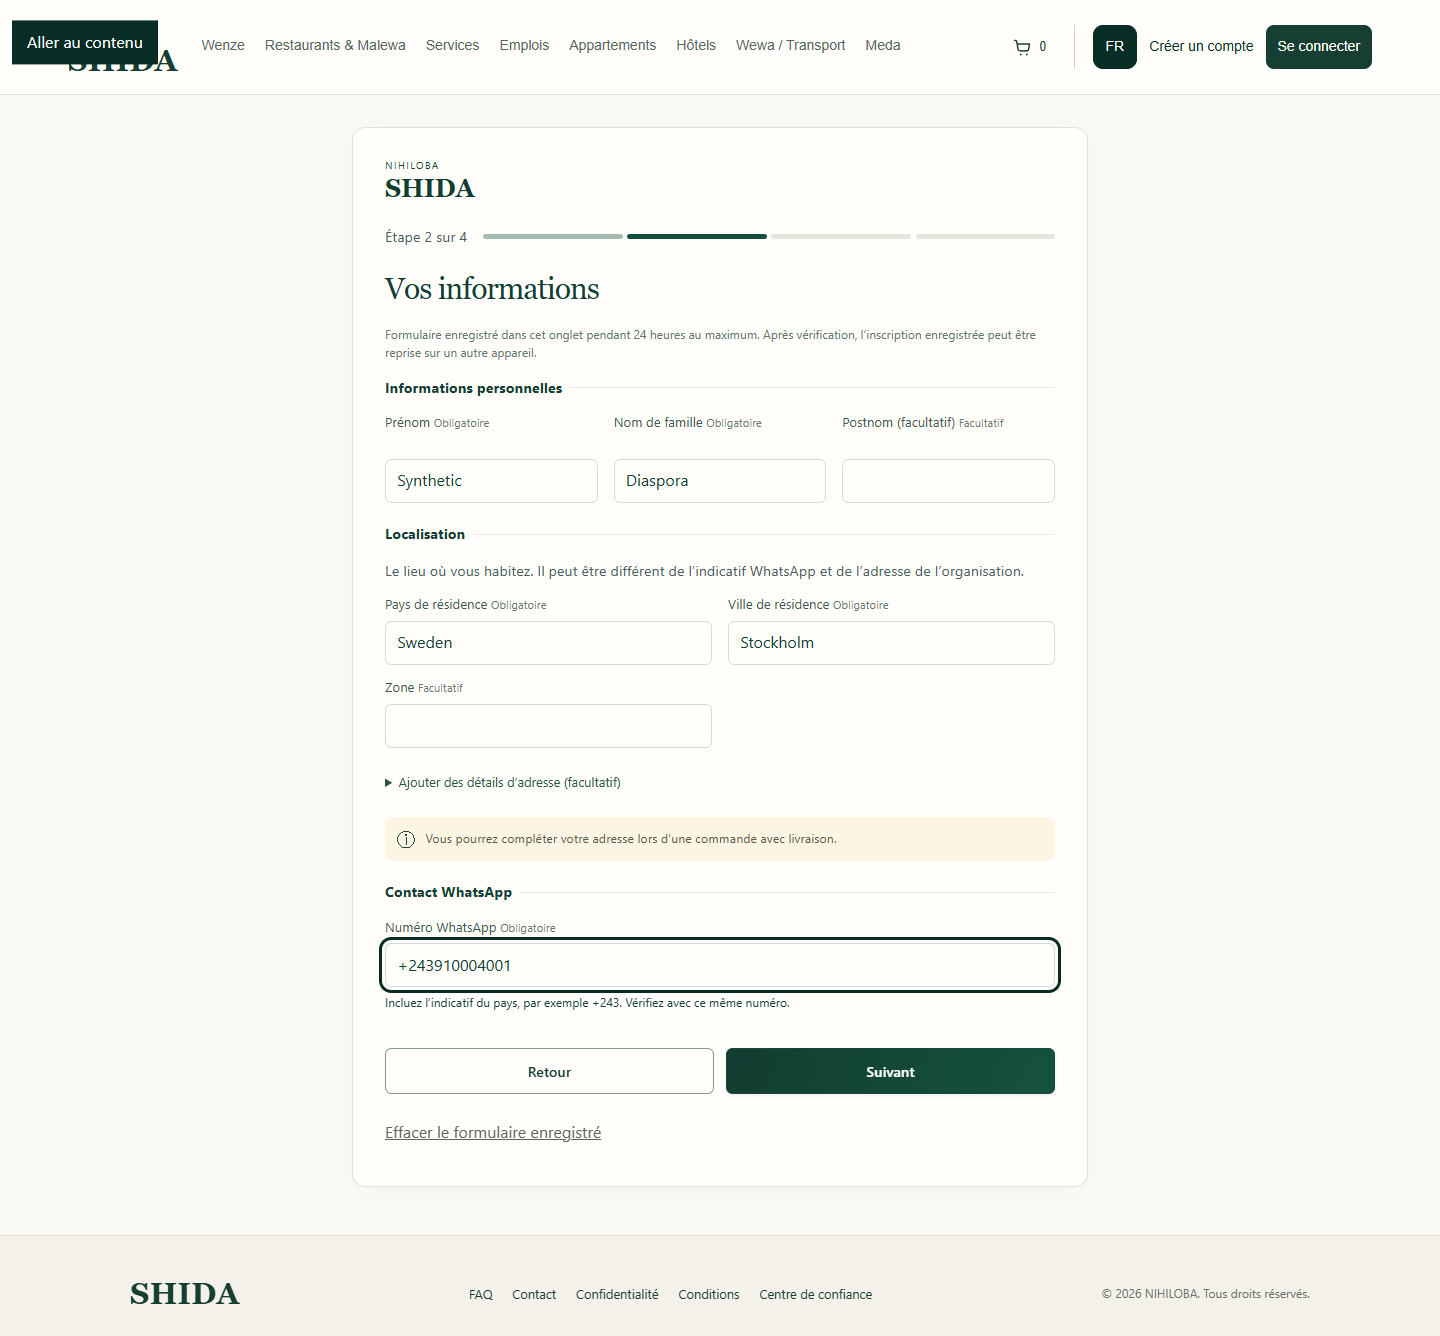 Aller au contenu
SHIDA
Wenze
Restaurants & Malewa
Services
Emplois
Appartements
Hôtels
Wewa / Transport
Meda
0
FR
Créer un compte
Se connecter
NIHILOBA
SHIDA
Étape 2 sur 4
Vos informations
Formulaire enregistré dans cet onglet pendant 24 heures au maximum. Après vérification, l’inscription enregistrée peut être
reprise sur un autre appareil.
Informations personnelles
Prénom Obligatoire
Nom de famille Obligatoire
Postnom (facultatif) Facultatif
Synthetic
Diaspora
Localisation
Le lieu où vous habitez. Il peut être différent de l’indicatif WhatsApp et de l’adresse de l’organisation.
Pays de résidence Obligatoire
Ville de résidence Obligatoire
Sweden
Stockholm
Zone Facultatif
Ajouter des détails d’adresse (facultatif)
Vous pourrez compléter votre adresse lors d’une commande avec livraison.
Contact WhatsApp
Numéro WhatsApp Obligatoire
+243910004001
Incluez l’indicatif du pays, par exemple +243. Vérifiez avec ce même numéro.
Retour
Suivant
Effacer le formulaire enregistré
SHIDA
FAQ
Contact
Confidentialité
Conditions
Centre de confiance
© 2026 NIHILOBA. Tous droits réservés.